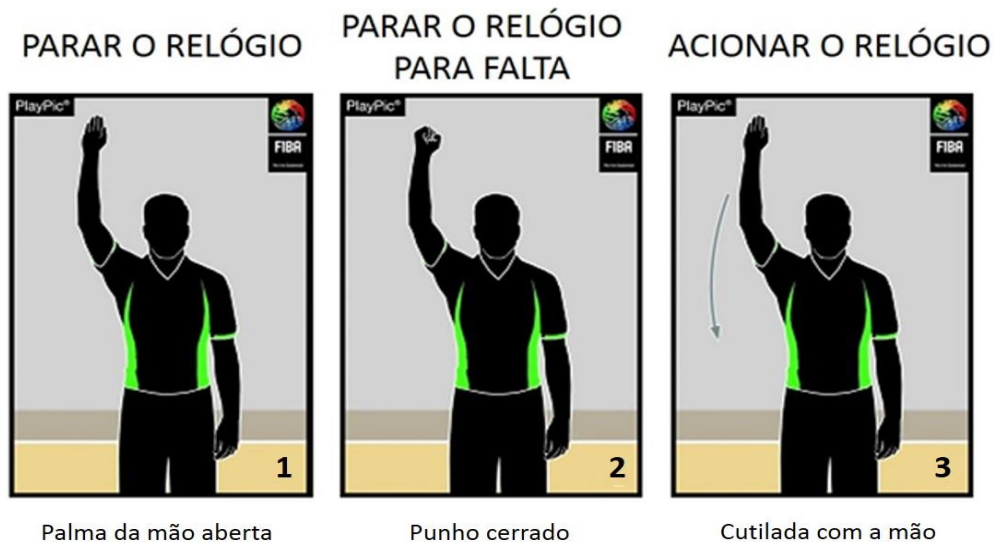 PARAR O RELÓGIO
PARAR O RELÓGIO
PARA FALTA
ACIONAR O RELÓGIO
PlayPic®
FIBA
1
PlayPic®
FIBA
2
PlayPic®
FIBA
3
Palma da mão aberta
Punho cerrado
Cutilada com a mão